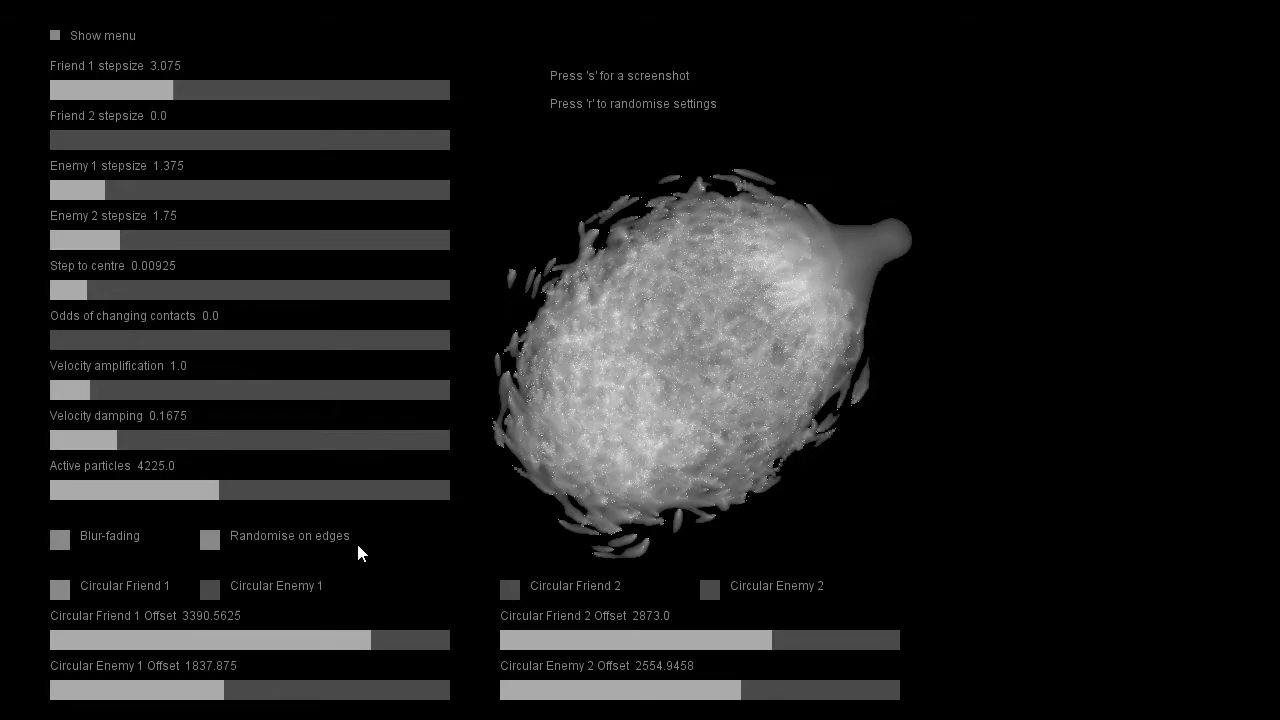 Show menu
Friend 1 stepsize 3.075
Press 's' for a screenshot
Press 'r' to randomise settings
Friend 2 stepsize 0.0
Enemy 1 stepsize 1.375
Enemy 2 stepsize 1.75
Step to centre 0.00925
Odds of changing contacts 0.0
Velocity amplification 1.0
Velocity damping 0.1675
Active particles 4225.0
Blur-fading Randomise on edges
Circular Friend 1 Circular Enemy 1 Circular Friend 2 Circular Enemy 2
Circular Friend 1 Offset 3390.5625 Circular Friend 2 Offset 2873.0
Circular Enemy 1 Offset 1837.875 Circular Enemy 2 Offset 2554.9458